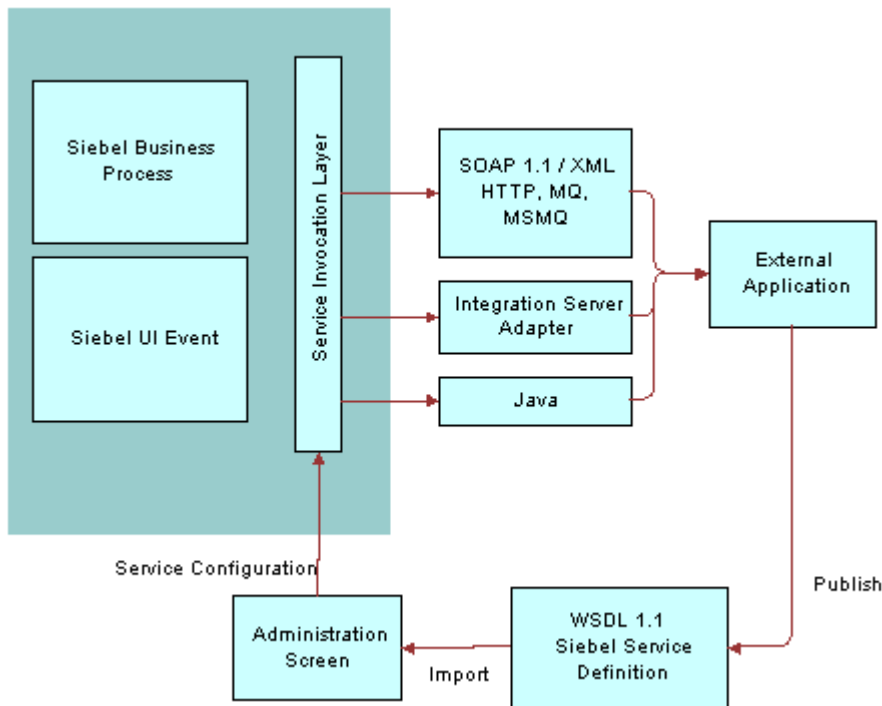 Siebel Business
Process
Siebel UI Event
Service Invocation Layer
SOAP 1.1 / XML
HTTP, MQ,
MSMQ
Integration Server
Adapter
Java
External
Application
Service Configuration
Publish
Administration
Screen
Import
WSDL 1.1
Siebel Service
Definition